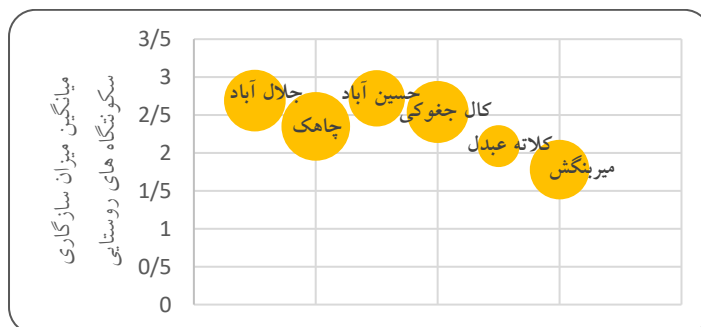 میانگین میزان سازگاری
سکونتگاه های روستایی
3/5
3
2/5
2
1/5
1
0/5
0
جلال آباد
چاهک
حسین آباد
کال جغوکی
کلاته عبدل
میربنگش